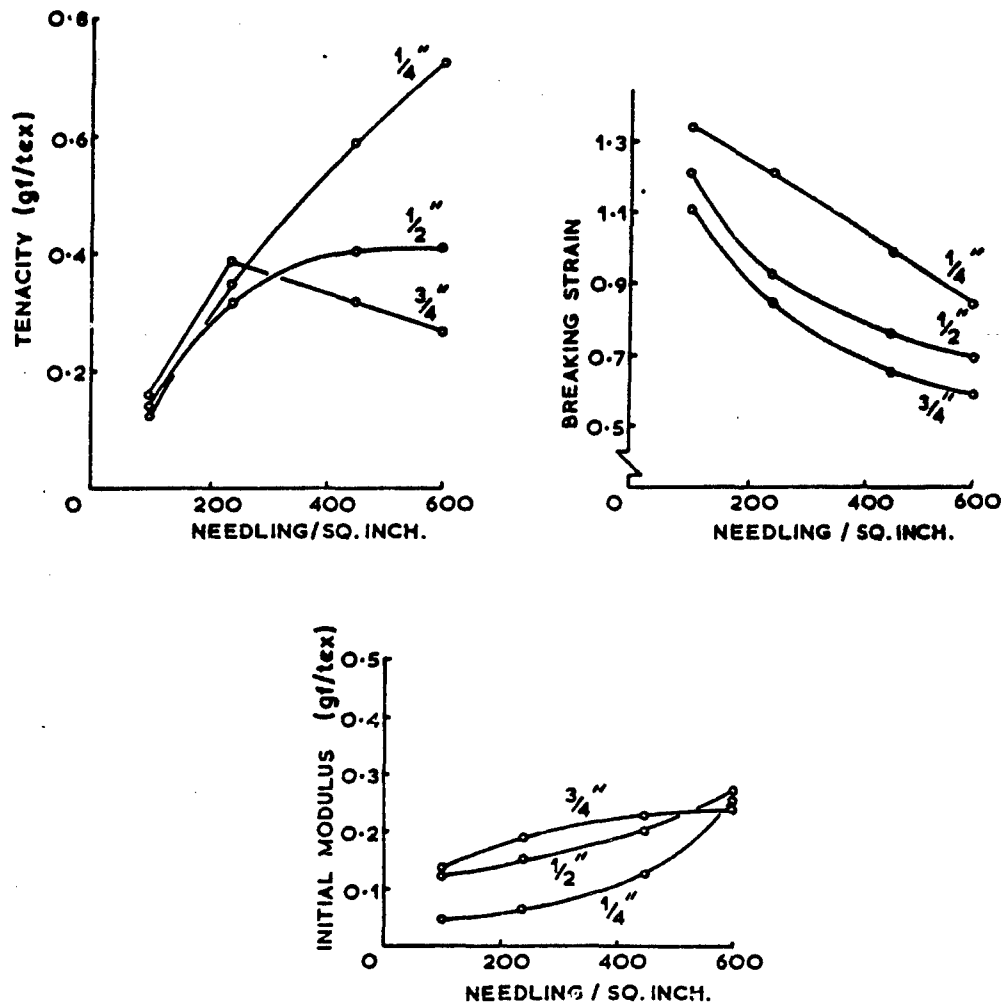 TENACITY (gf/tex)
0.8
0.6
0.4
0.2
0 200 400 600
NEEDLING/SQ.INCH.
1/4"
1/2"
3/4"
BREAKING STRAIN
1.3
1.1
0.9
0.7
0.5
0 200 400 600
NEEDLING / SQ.INCH.
1/4"
1/2"
3/4"
INITIAL MODULUS (gf/tex)
0.5
0.4
0.3
0.2
0.1
0 200 400 600
NEEDLING / SQ.INCH.
3/4"
1/2"
1/4"